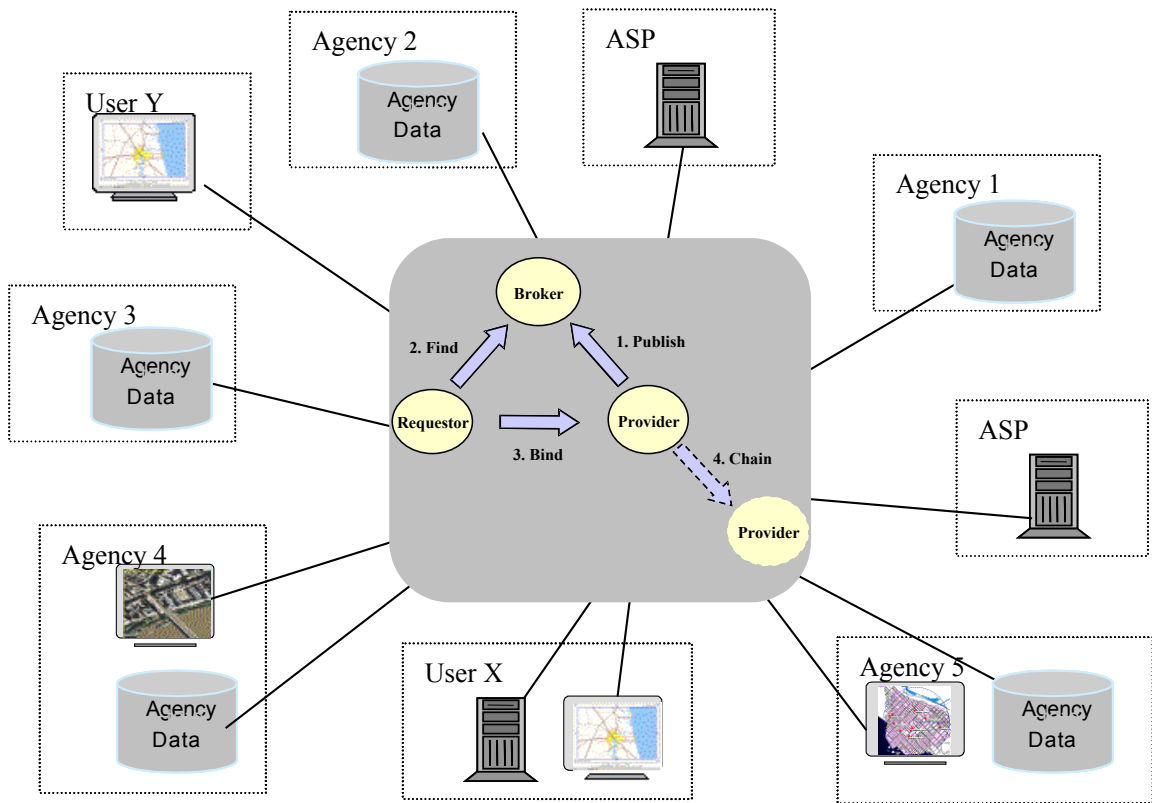 Agency 2
Agency
Data
ASP
User Y
Agency 1
Agency
Data
Broker
Agency 3
Agency
Data
2. Find
1. Publish
Requestor
Provider
3. Bind
4. Chain
ASP
Provider
Agency 4
Agency
Data
User X
Agency 5
Agency
Data